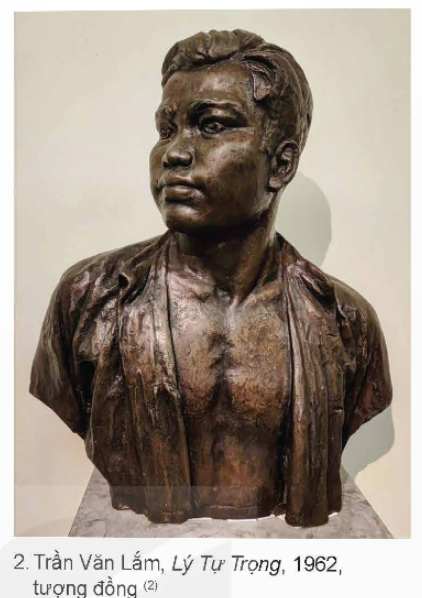 2. Trần Văn Lắm, Lý Tự Trọng, 1962,
tượng đồng (2)